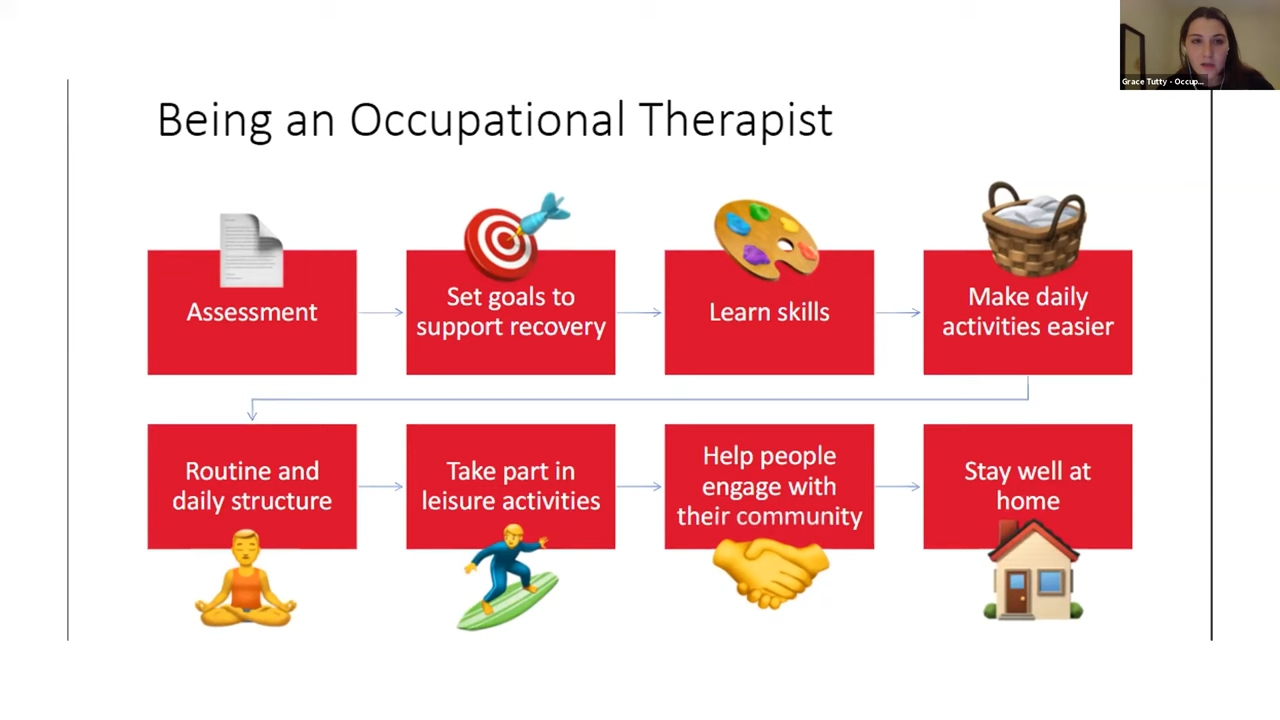 Grace Tutty - Occup...
Being an Occupational Therapist
Assessment
Set goals to
support recovery
Learn skills
Make daily
activities easier
Routine and
daily structure
Take part in
leisure activities
Help people
engage with
their community
Stay well at
home